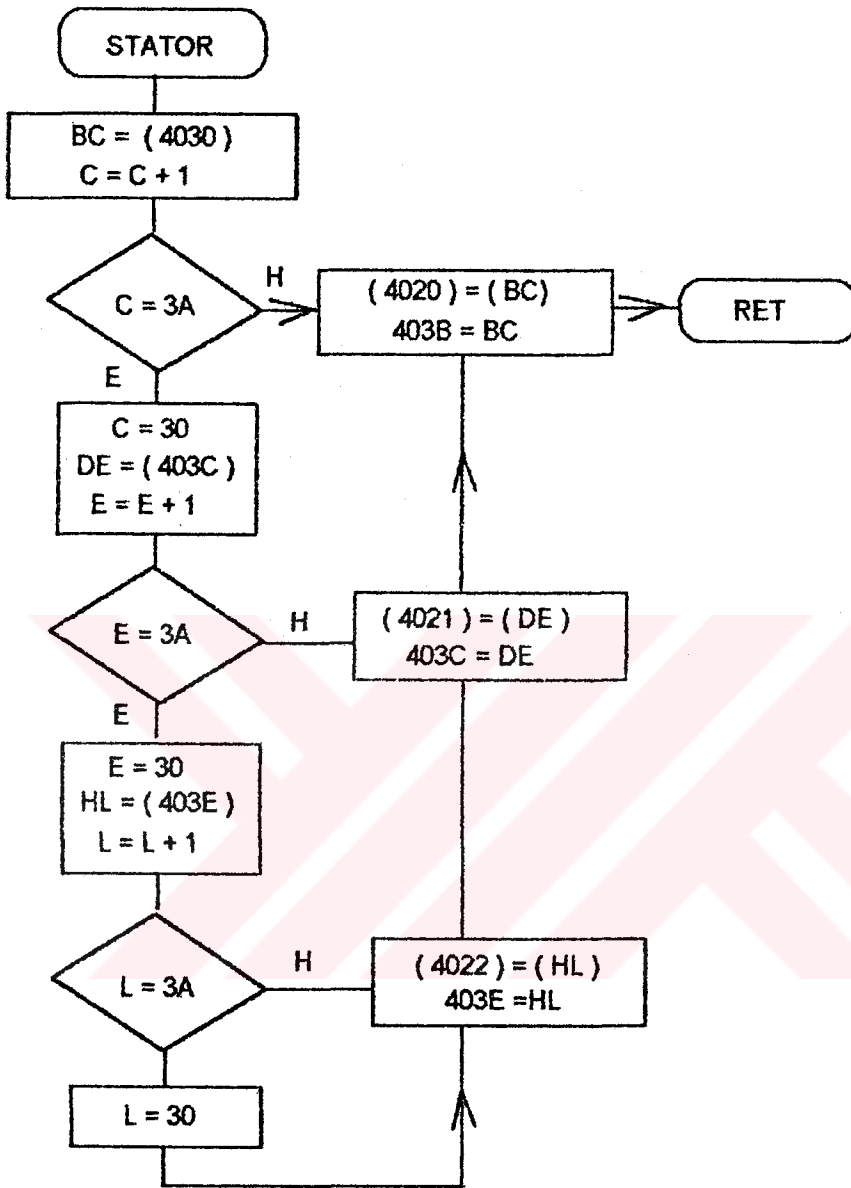 STATOR
BC = ( 4030 )
C = C + 1
C = 3A
H
( 4020 ) = ( BC)
403B = BC
RET
E
C = 30
DE = ( 403C )
E = E + 1
E = 3A
H
( 4021 ) = ( DE )
403C = DE
E
E = 30
HL = ( 403E )
L = L + 1
L = 3A
H
( 4022 ) = ( HL )
403E =HL
L = 30